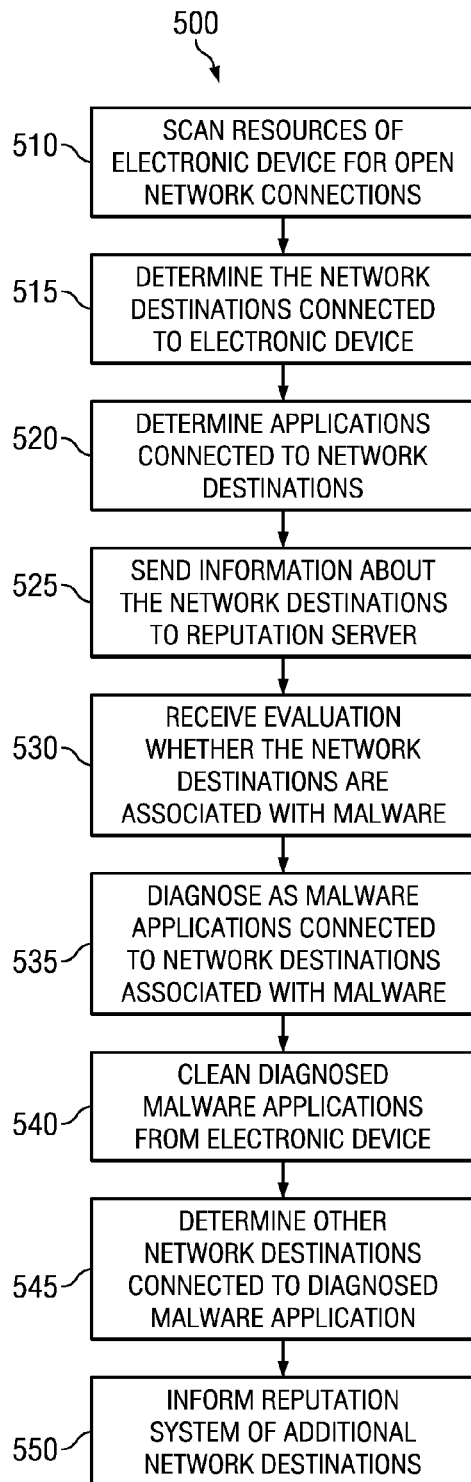 500
510
SCAN RESOURCES OF
ELECTRONIC DEVICE FOR OPEN
NETWORK CONNECTIONS
515
DETERMINE THE NETWORK
DESTINATIONS CONNECTED
TO ELECTRONIC DEVICE
520
DETERMINE APPLICATIONS
CONNECTED TO NETWORK
DESTINATIONS
525
SEND INFORMATION ABOUT
THE NETWORK DESTINATIONS
TO REPUTATION SERVER
530
RECEIVE EVALUATION
WHETHER THE NETWORK
DESTINATIONS ARE
ASSOCIATED WITH MALWARE
535
DIAGNOSE AS MALWARE
APPLICATIONS CONNECTED
TO NETWORK DESTINATIONS
ASSOCIATED WITH MALWARE
540
CLEAN DIAGNOSED
MALWARE APPLICATIONS
FROM ELECTRONIC DEVICE
545
DETERMINE OTHER
NETWORK DESTINATIONS
CONNECTED TO DIAGNOSED
MALWARE APPLICATION
550
INFORM REPUTATION
SYSTEM OF ADDITIONAL
NETWORK DESTINATIONS